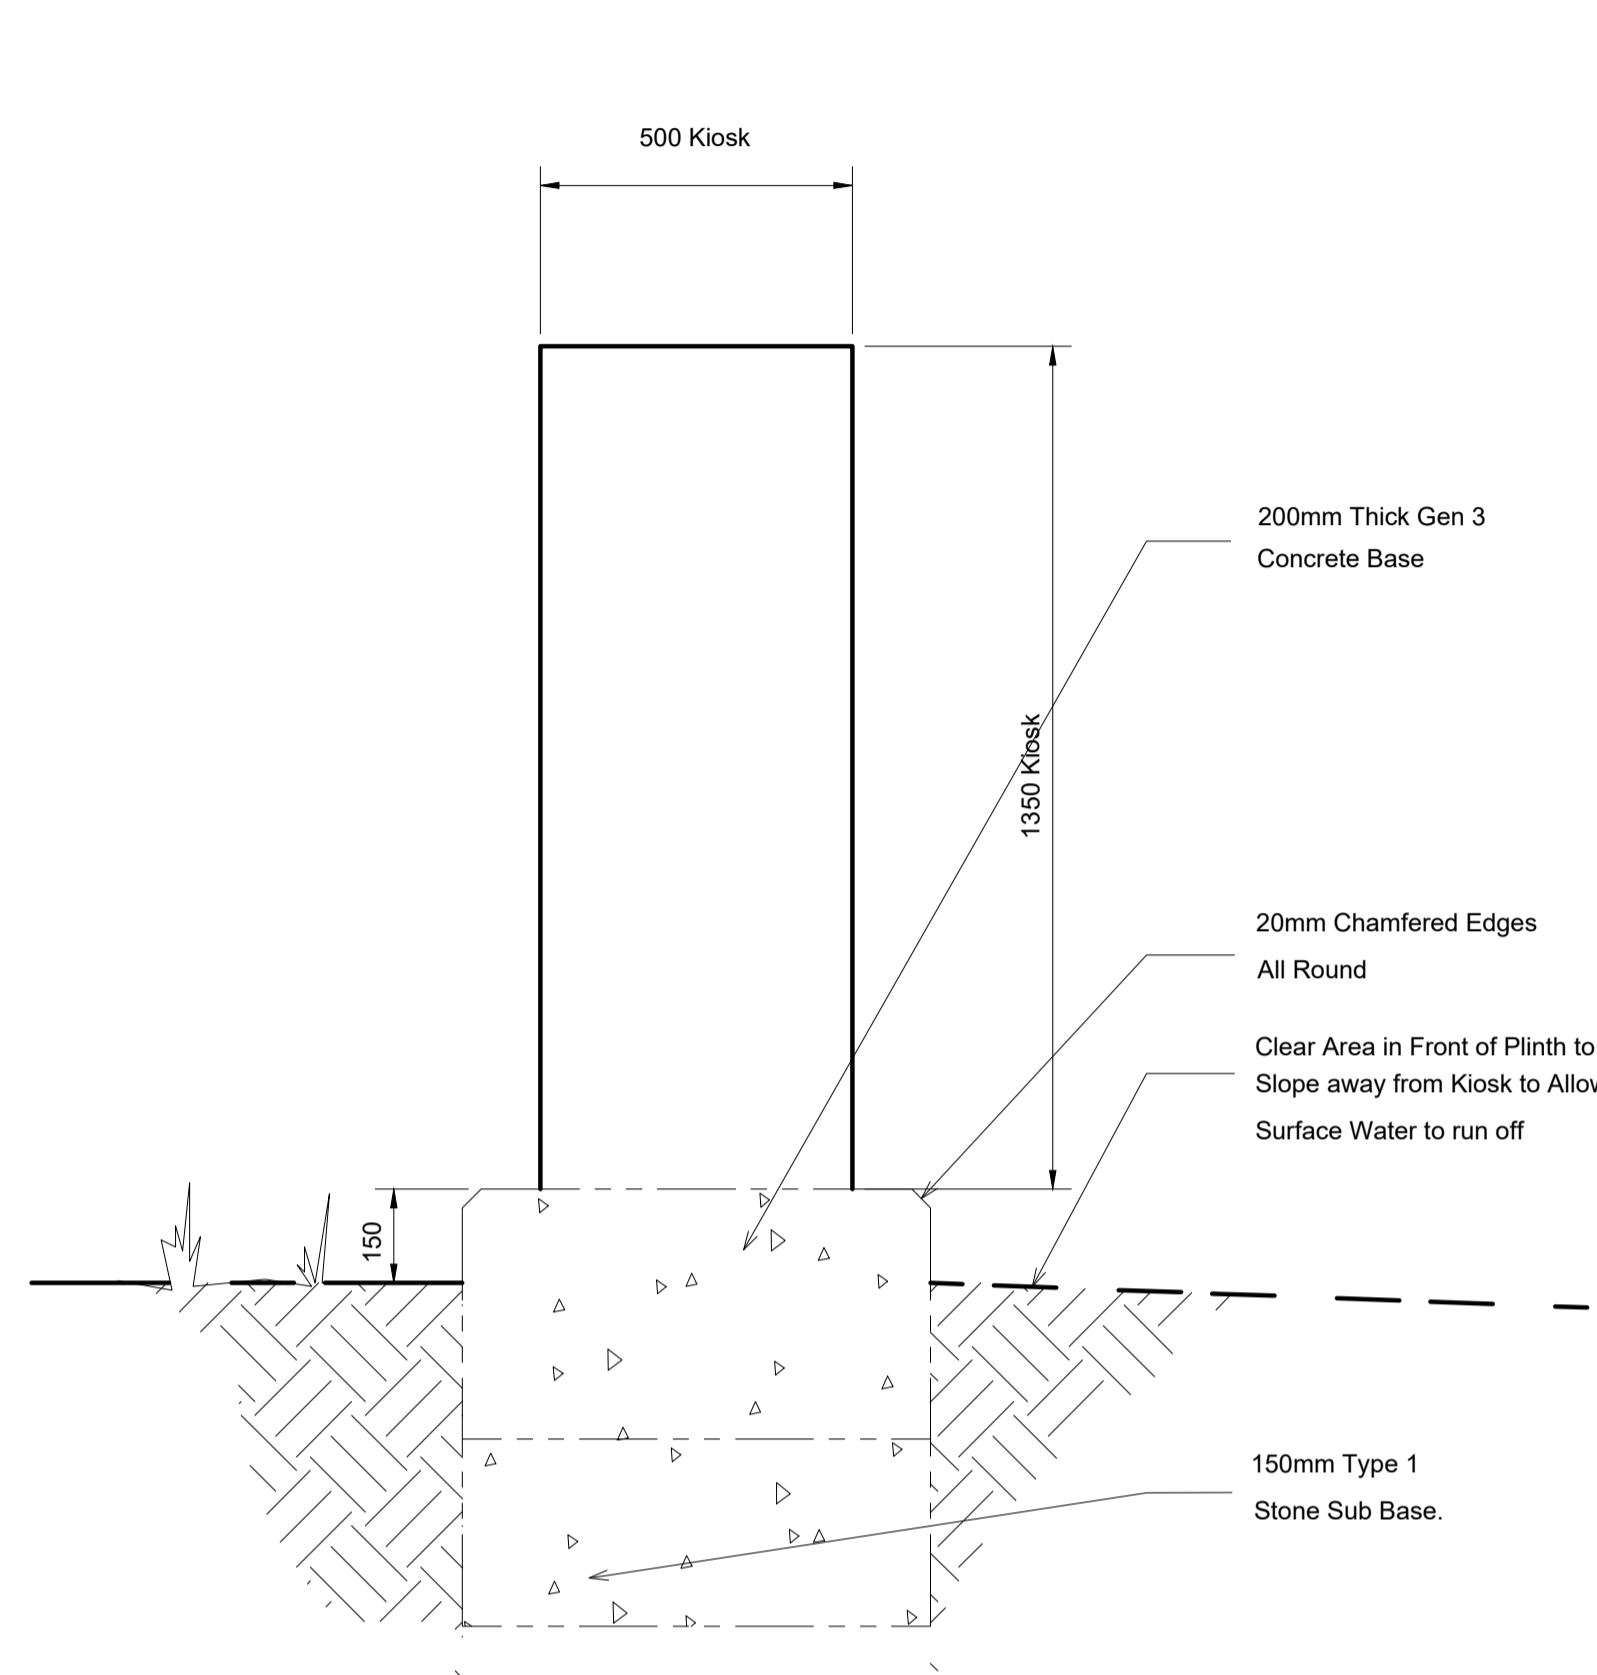 500 Kiosk
200mm Thick Gen 3
Concrete Base
1350 Kiosk
20mm Chamfered Edges
All Round
Clear Area in Front of Plinth to
Slope away from Kiosk to
Surface Water to run off
150
150mm Type 1
Stone Sub Base.